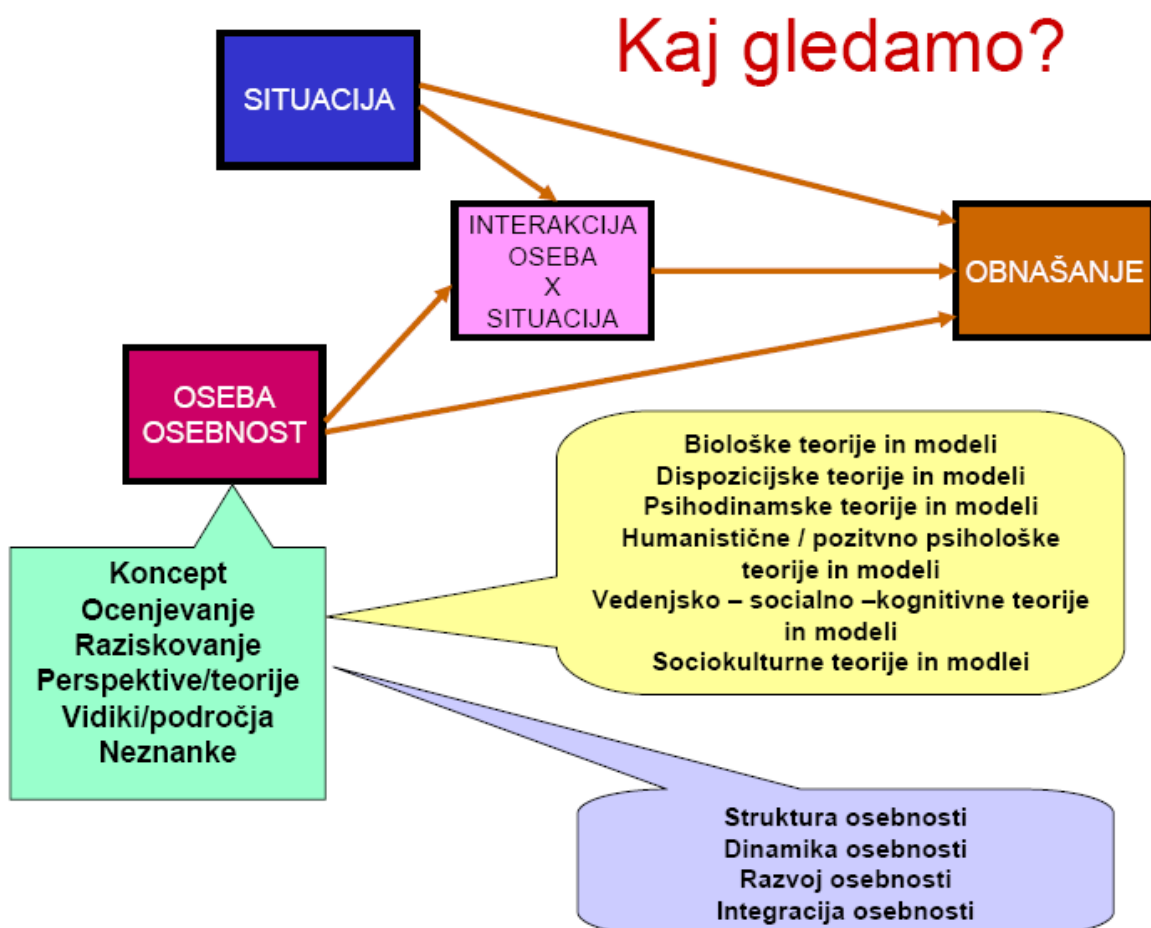 Kaj gledamo?
SITUACIJA
INTERAKCIJA
OSEBA
X
SITUACIJA
OBNAŠANJE
OSEBA
OSEBNOST
Biološke teorije in modeli
Dispozicijske teorije in modeli
Psihodinamske teorije in modeli
Humanistične / pozitvno psihološke
teorije in modeli
Vedenjsko – socialno –kognitivne teorije
in modeli
Sociokulturne teorije in modlei
Koncept
Ocenjevanje
Raziskovanje
Perspektive/teorije
Vidiki/področja
Neznanke
Struktura osebnosti
Dinamika osebnosti
Razvoj osebnosti
Integracija osebnosti